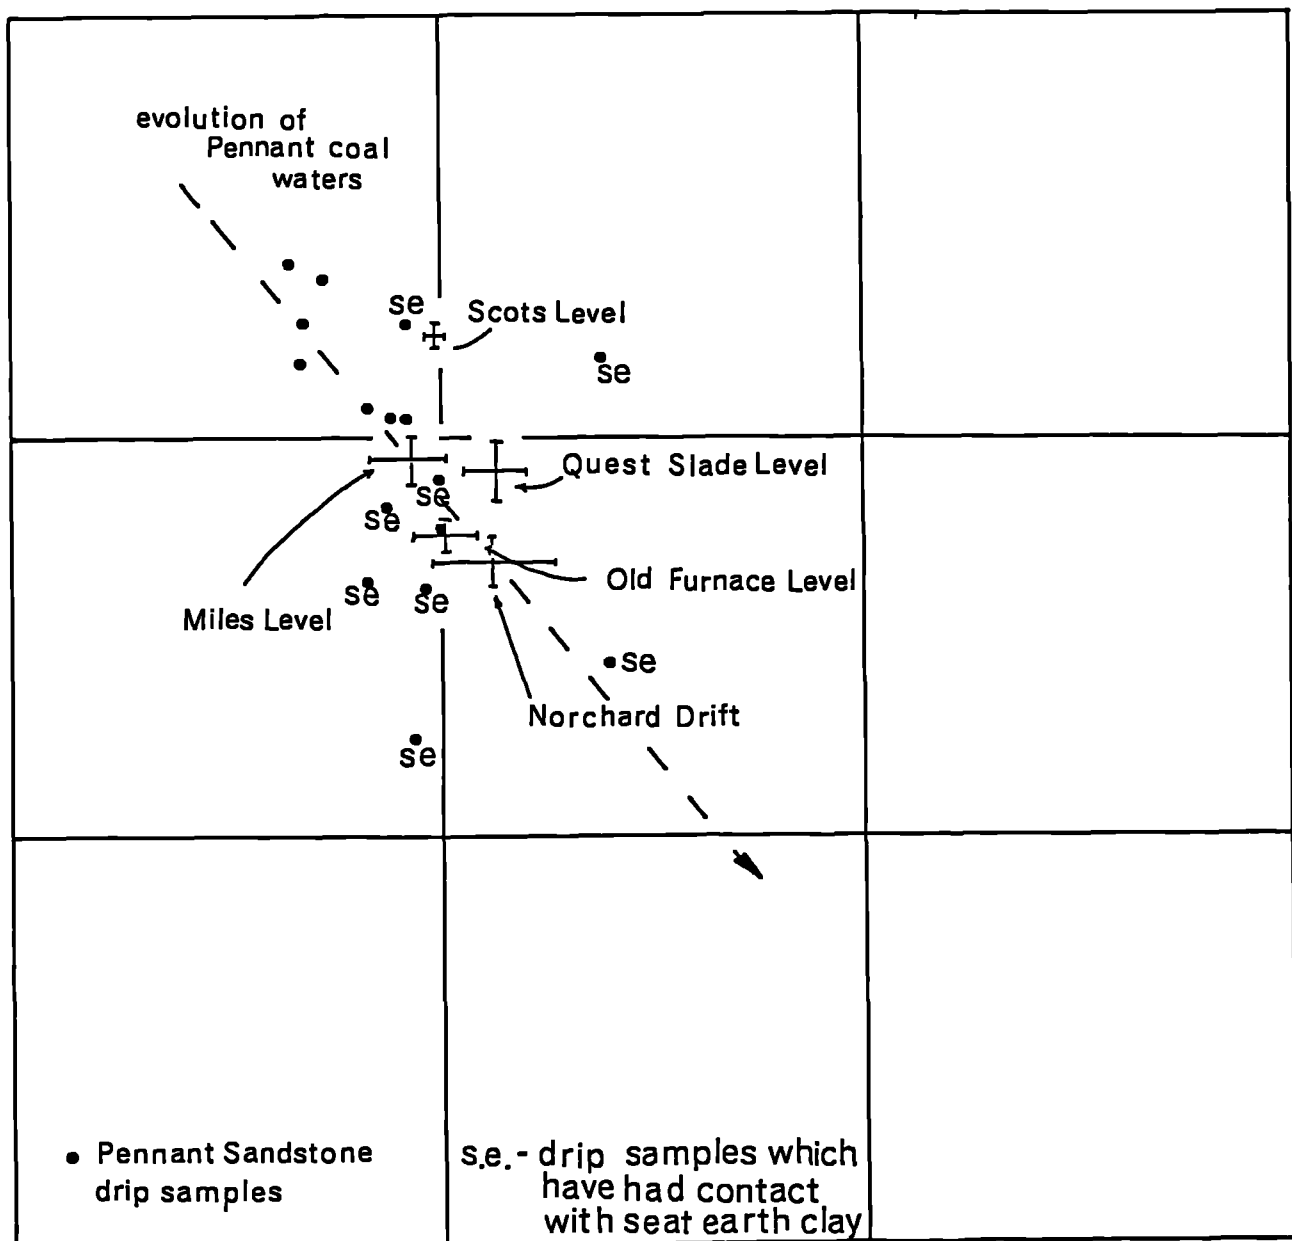 evolution of
Pennant coal
waters
se
Scots Level
se
Quest Slade Level
se
se
Old Furnace Level
se
se
Miles Level
se
Norchard Drift
se
• Pennant Sandstone
drip samples
s.e.- drip samples which
have had contact
with seat earth clay